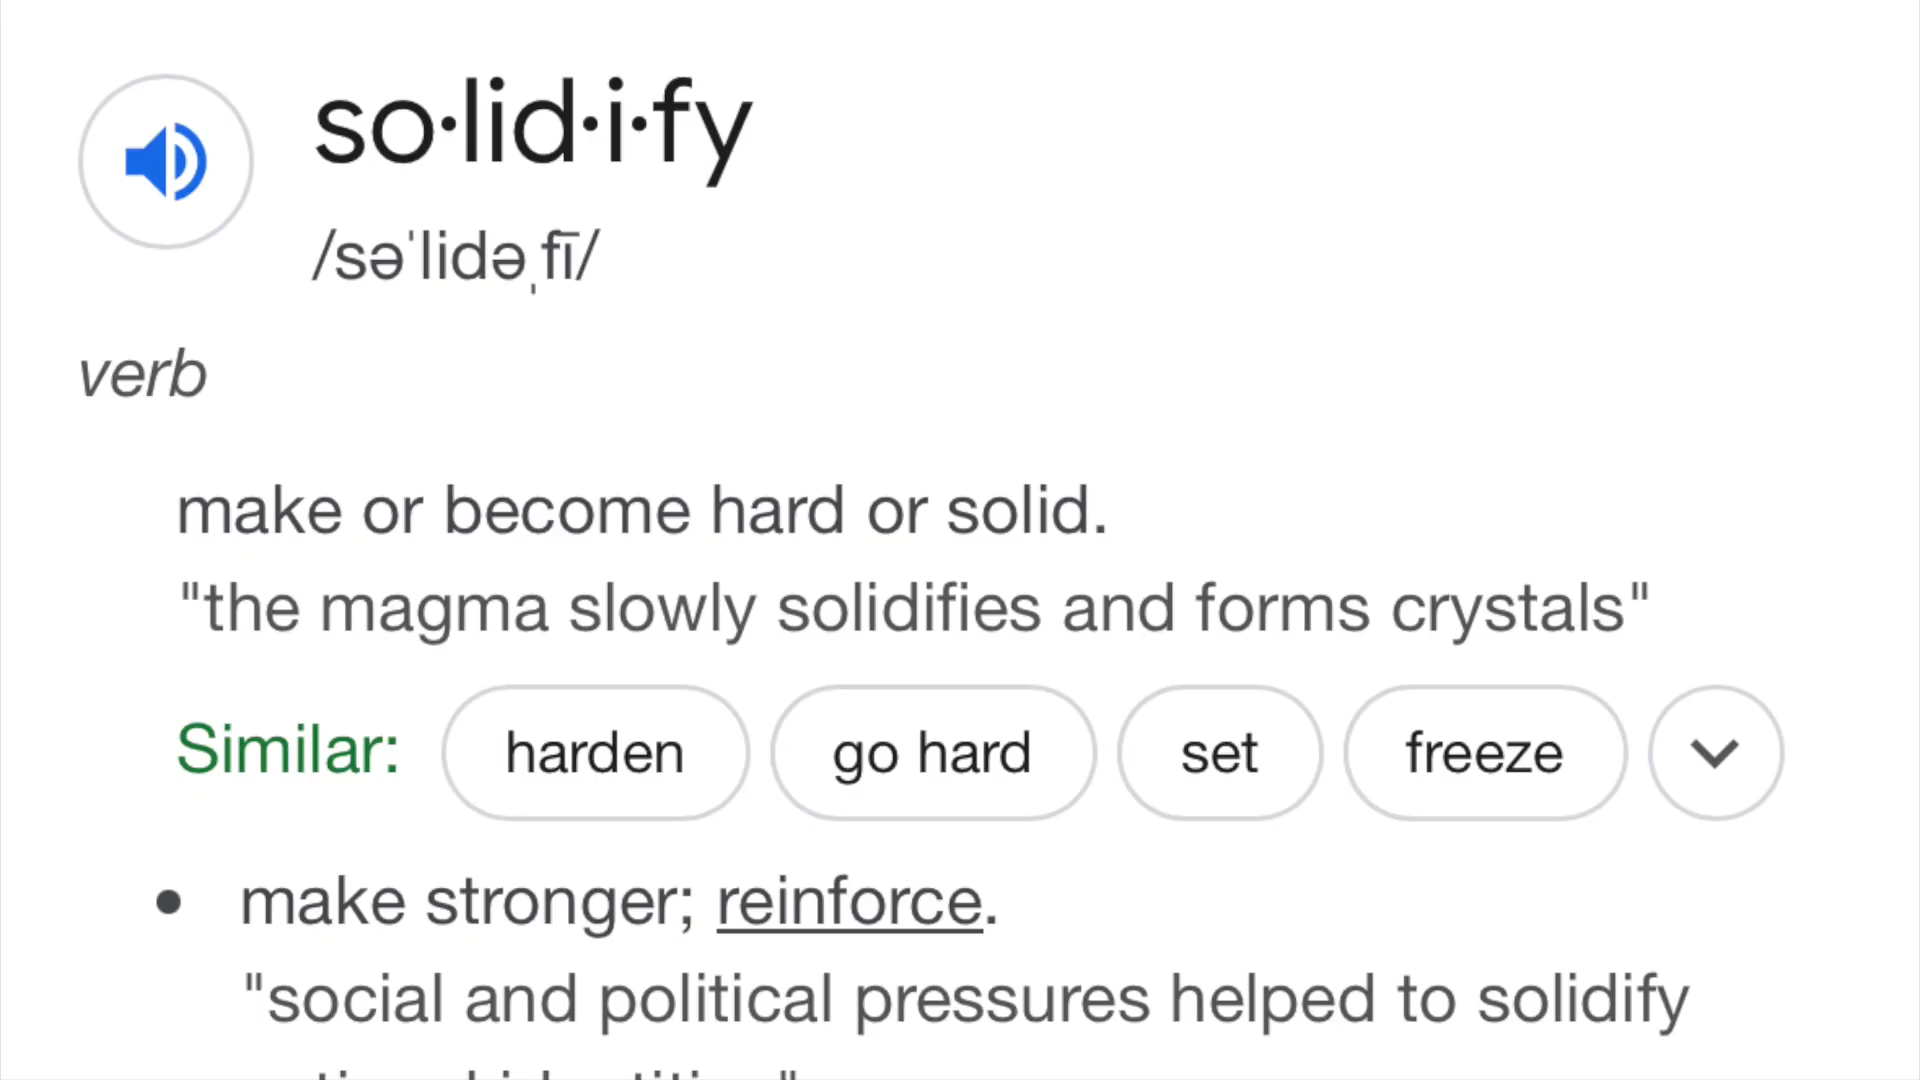 so·lid·i·fy
/səˈlidəˌfī/
verb
make or become hard or solid.
"the magma slowly solidifies and forms crystals"
Similar: harden go hard set freeze
• make stronger; reinforce.
"social and political pressures helped to solidify